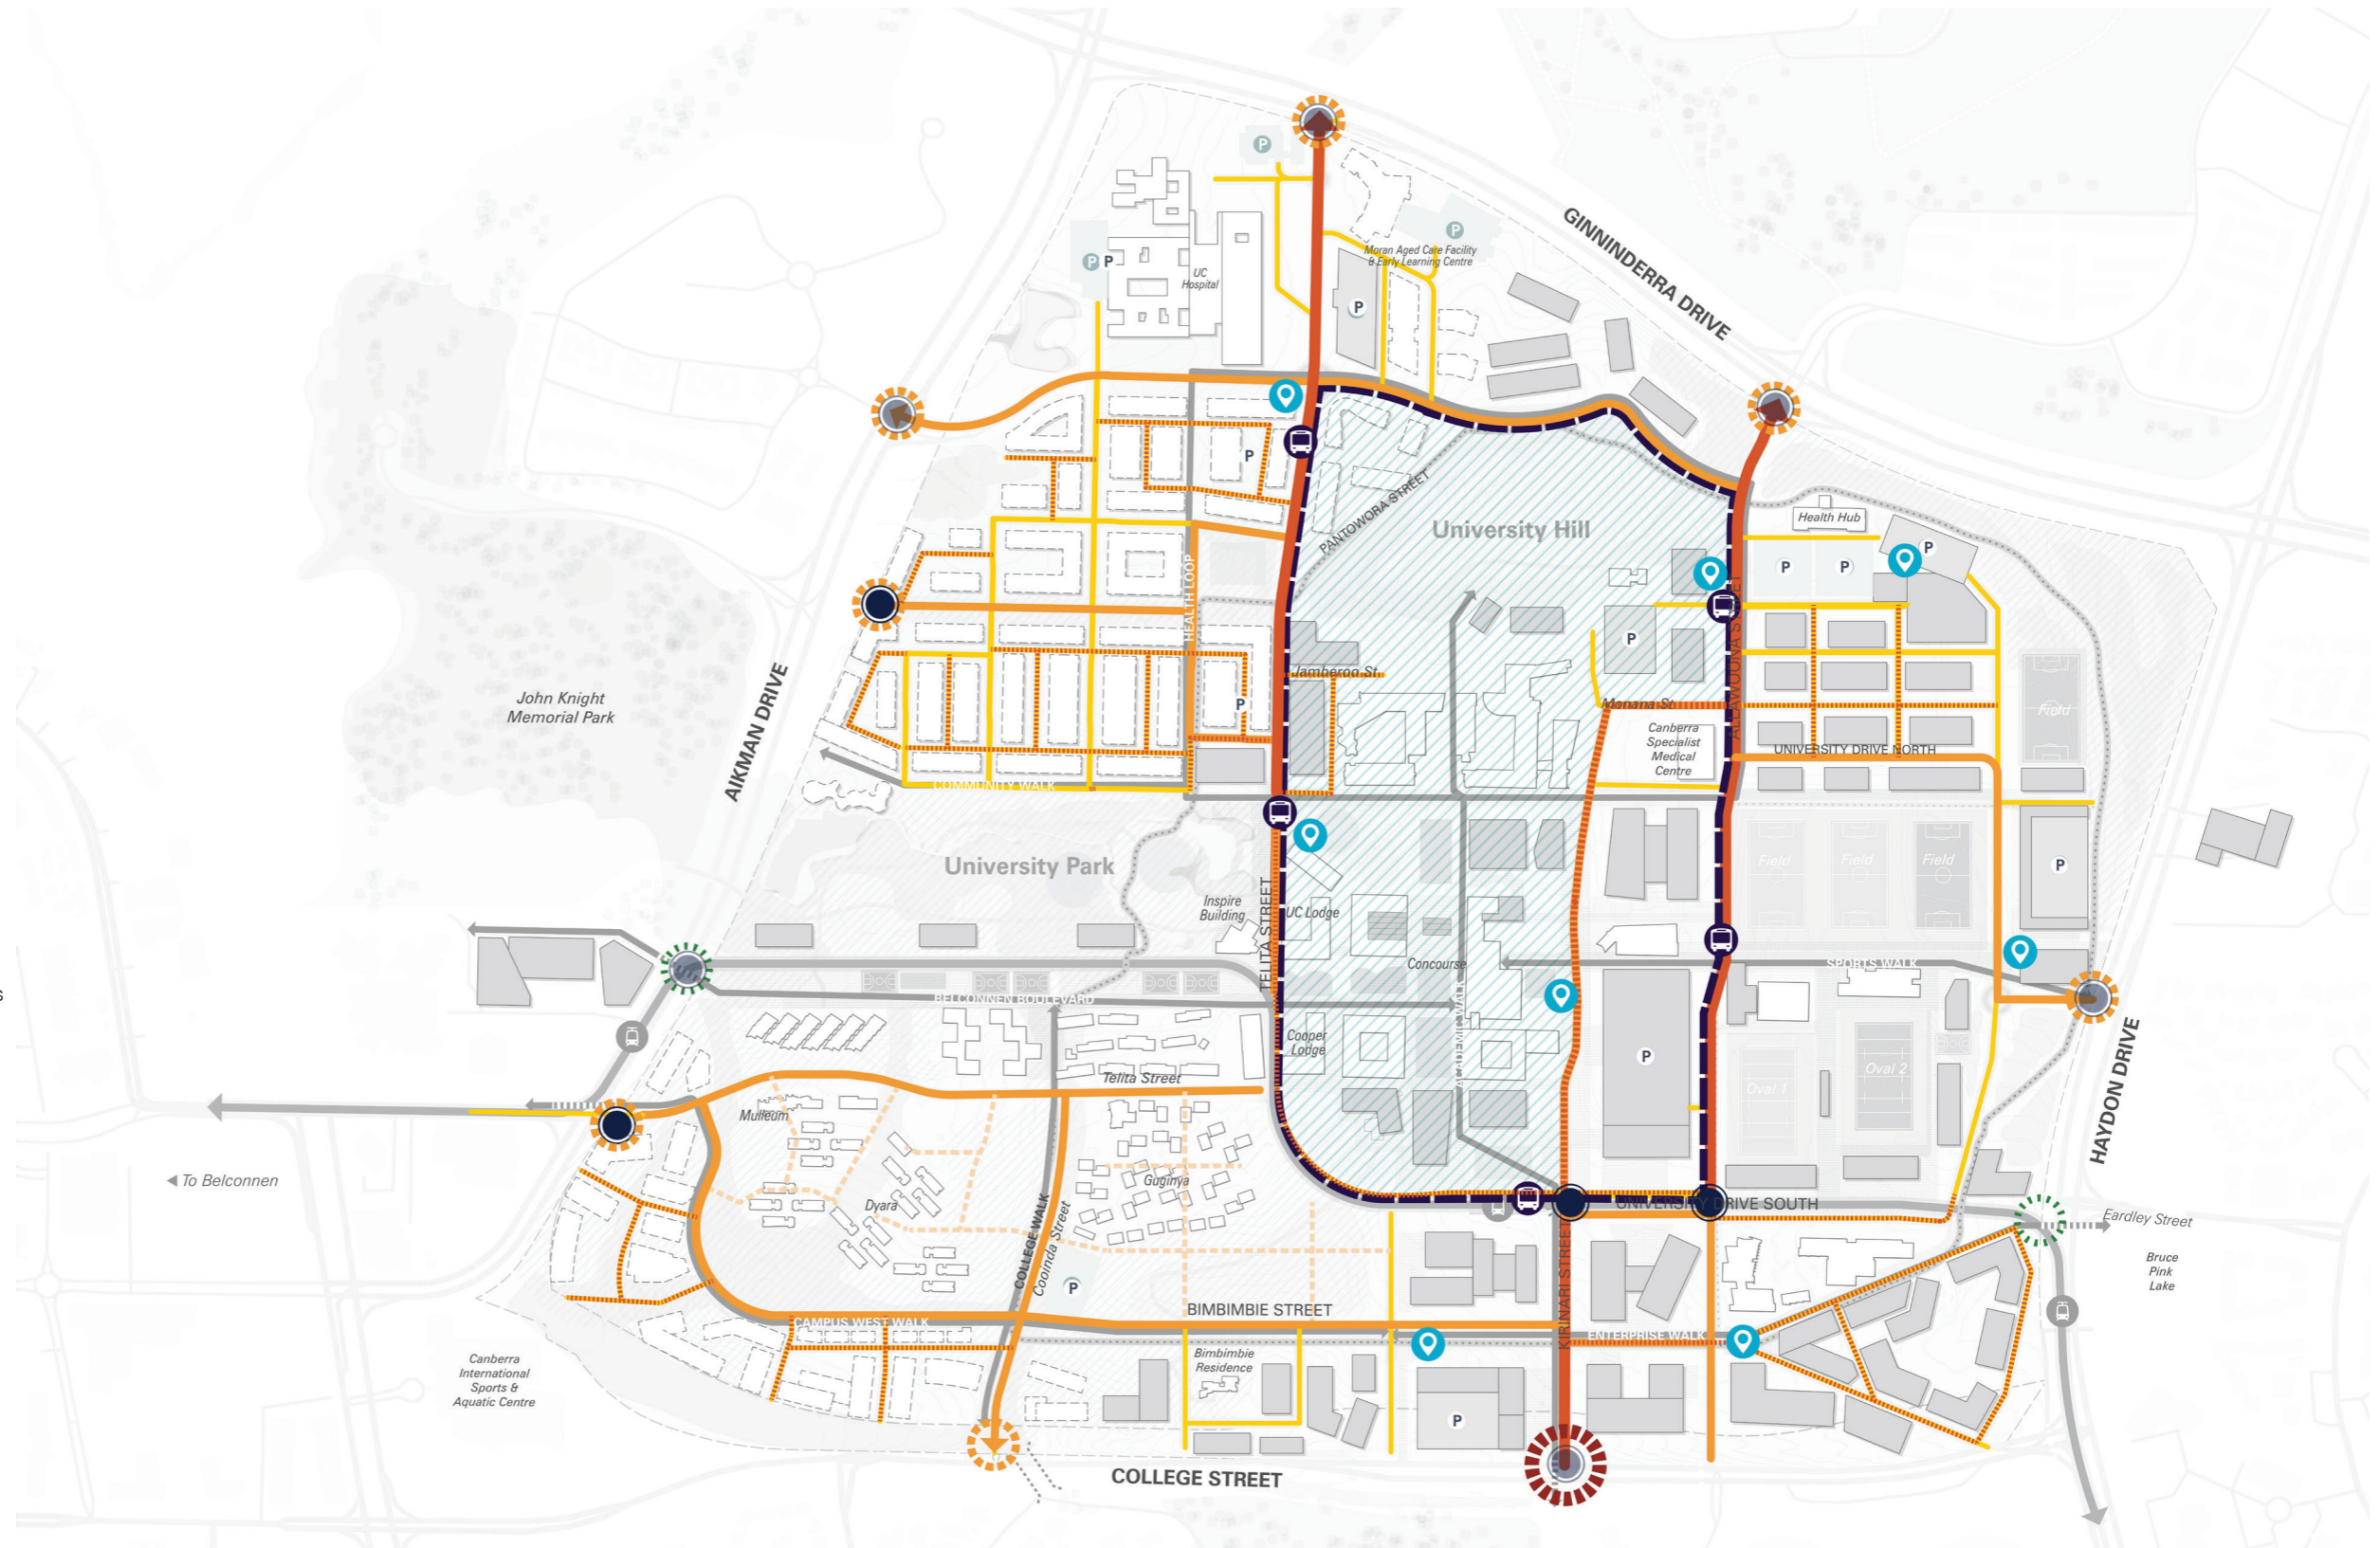 P
GINNINDERRA DRIVE
P
Moran Aged Care Facility
& Early Learning Centre
P P
UC
Hospital
P
P
PANTOWORA STREET
University Hill
Health Hub
P
P
P
HEALTH LOOP
ALLAWOONA STREET
P
Jamberoo St.
Monana St.
John Knight
Memorial Park
AIKMAN DRIVE
P
Canberra
Specialist
Medical
Centre
Field
UNIVERSITY DRIVE NORTH
COMMUNITY WALK
University Park
Field
Field
Field
P
Inspire
Building
TELITA STREET
UC Lodge
Concourse
SPORTS WALK
S
BELCONNEN BOULEVARD
ACADEMIC WALK
Cooper
Lodge
P
Telita Street
Oval 1
Oval 2
Mulleum
HAYDON DRIVE
To Belconnen
Guginya
Dyara
COLLEGE WALK
Cooinda Street
UNIVERSITY DRIVE SOUTH
Eardley Street
Bruce
Pink
Lake
P
BIMBIMBIE STREET
KIRINARI STREET
CAMPUS WEST WALK
ENTERPRISE WALK
Canberra
International
Sports &
Aquatic Centre
Bimbimbie
Residence
P
COLLEGE STREET